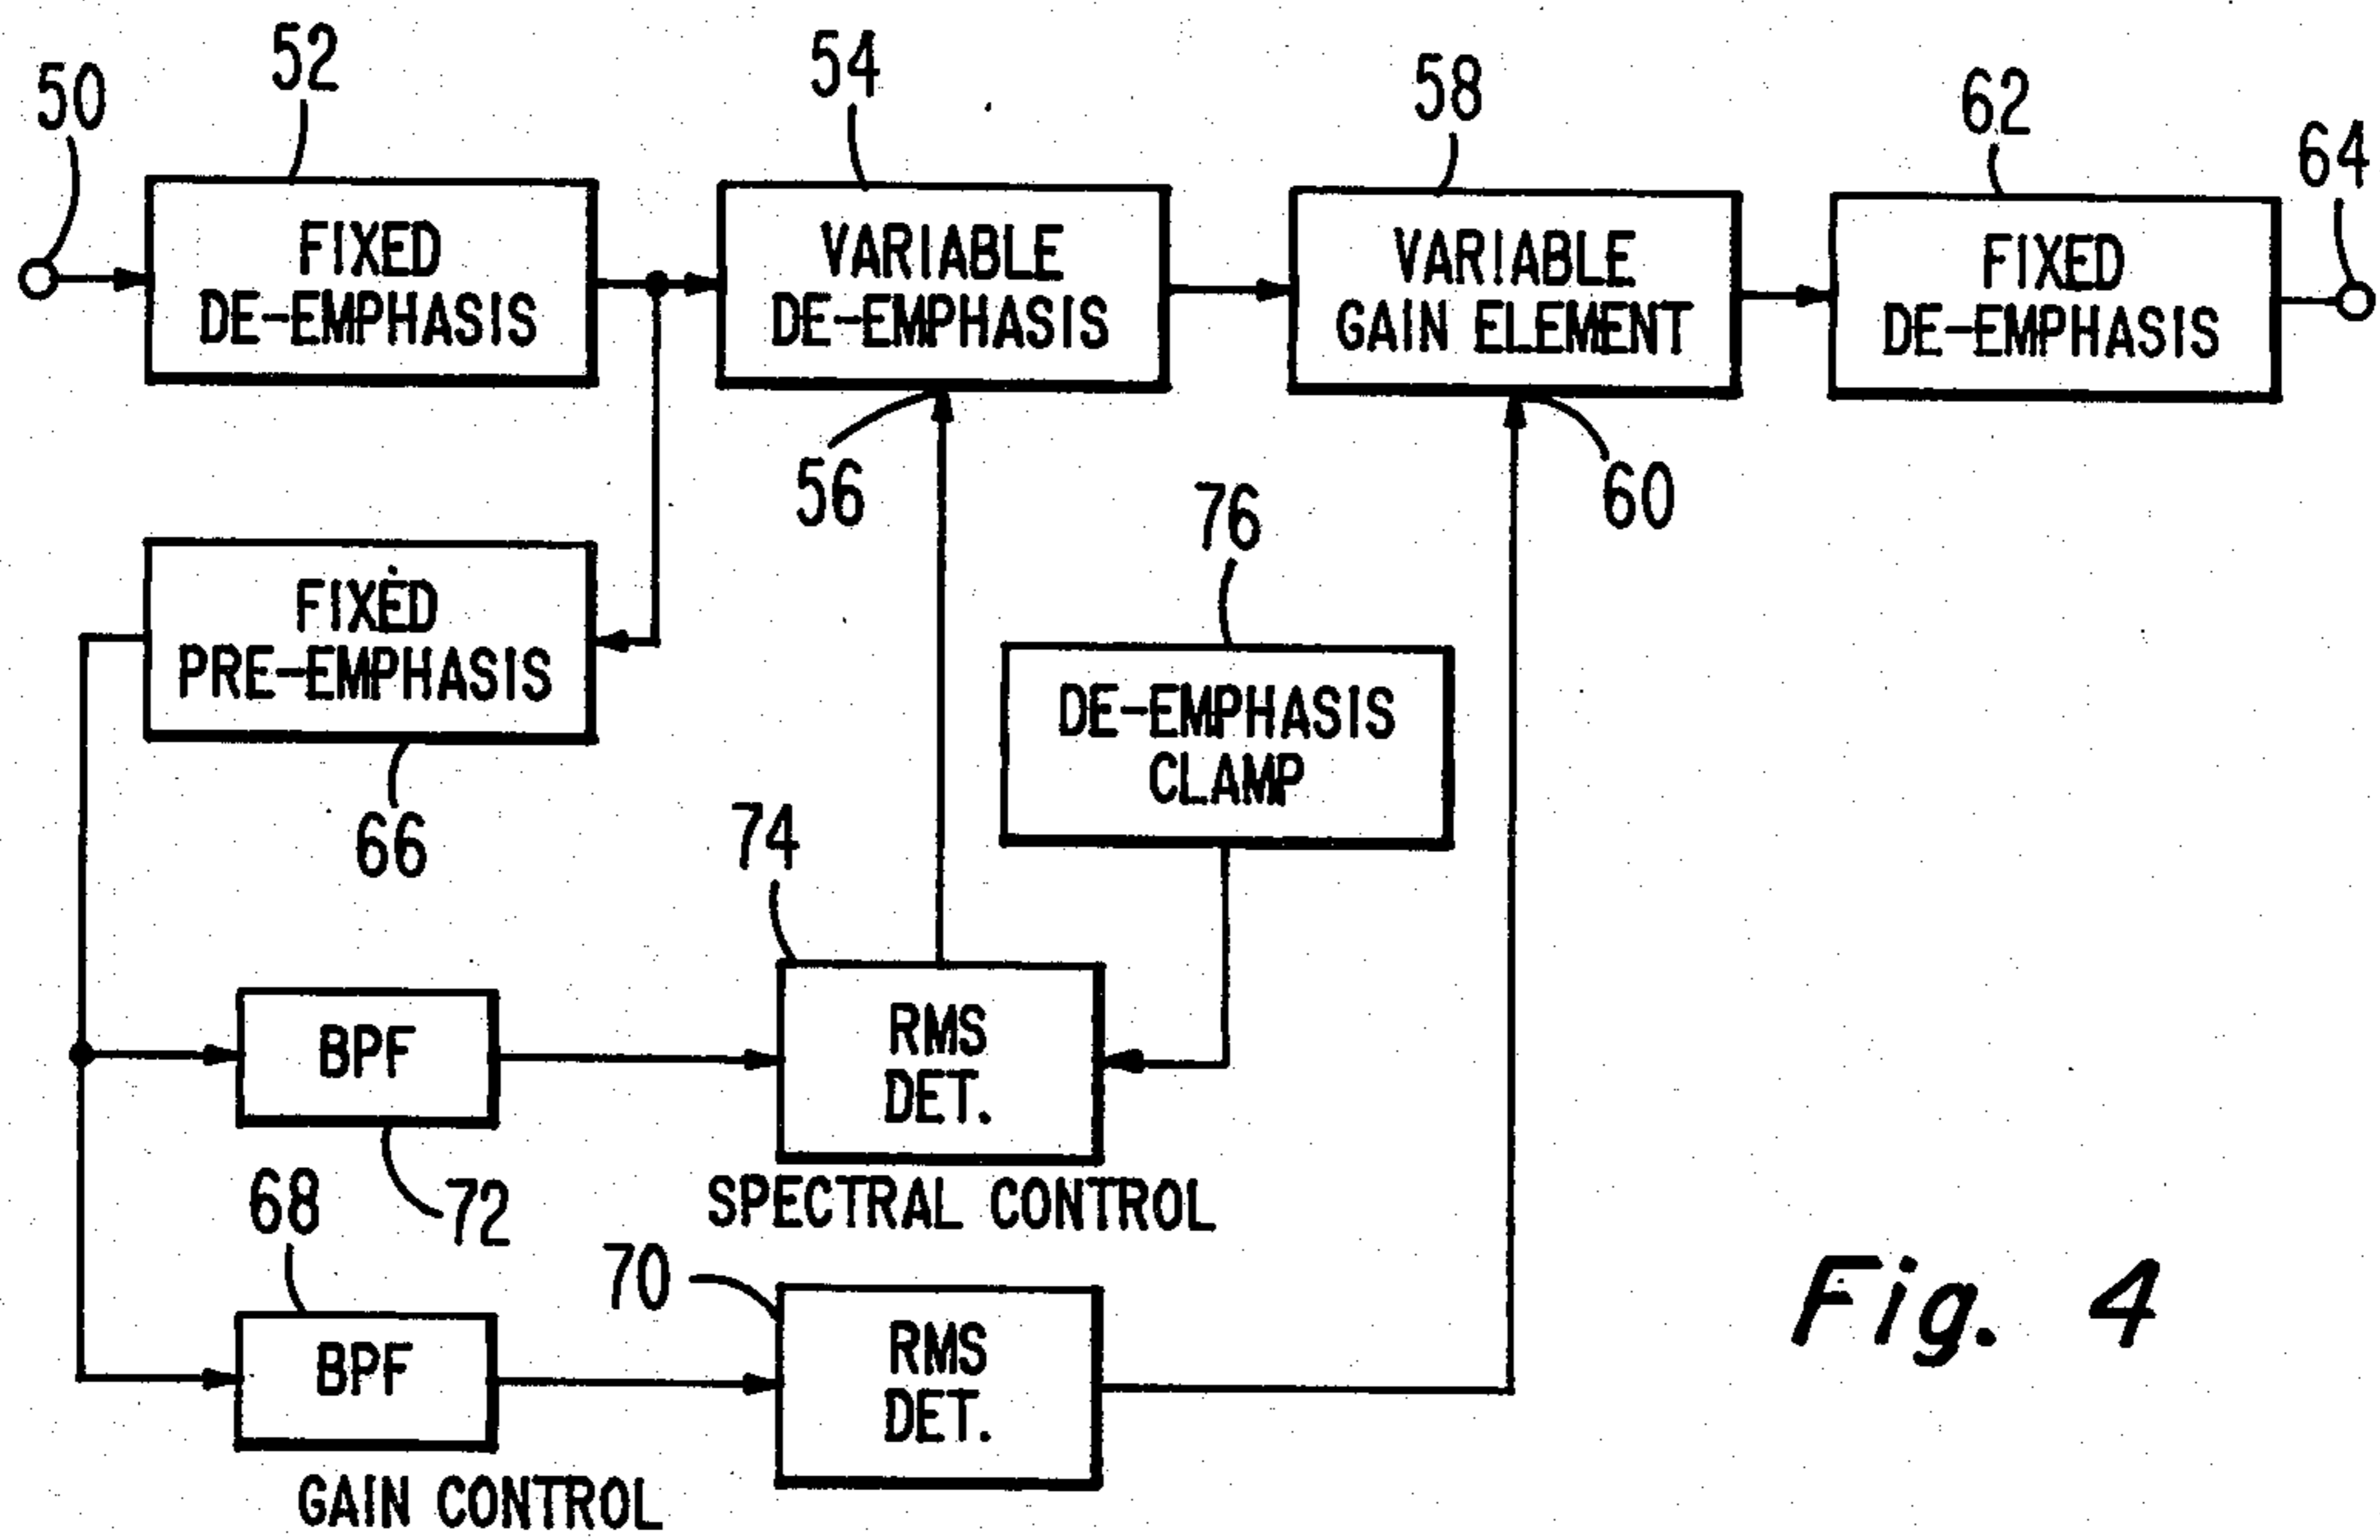 50
52
54
58
62
64
FIXED
DE-EMPHASIS
VARIABLE
DE-EMPHASIS
VARIABLE
GAIN ELEMENT
FIXED
DE-EMPHASIS
56
60
76
FIXED
PRE-EMPHASIS
66
DE-EMPHASIS
CLAMP
74
BPF
72
RMS
DET.
SPECTRAL CONTROL
68
70
BPF
RMS
DET.
GAIN CONTROL
Fig. 4